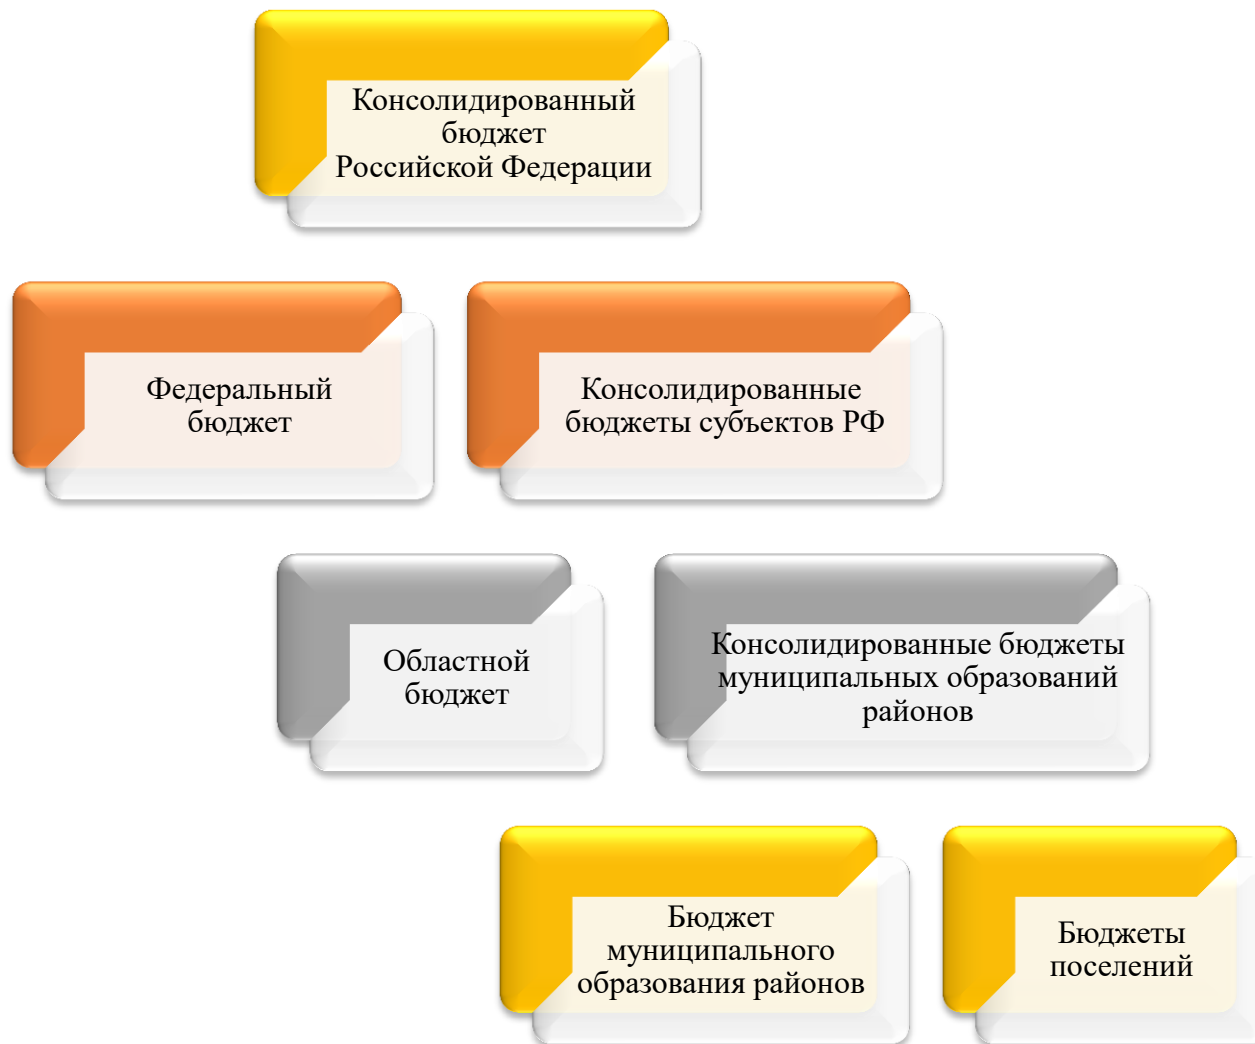 Консолидированный
бюджет
Российской Федерации
Федеральный
бюджет
Консолидированные
бюджеты субъектов РФ
Областной
бюджет
Консолидированные бюджеты
муниципальных образований
районов
Бюджет
муниципального
образования районов
Бюджеты
поселений